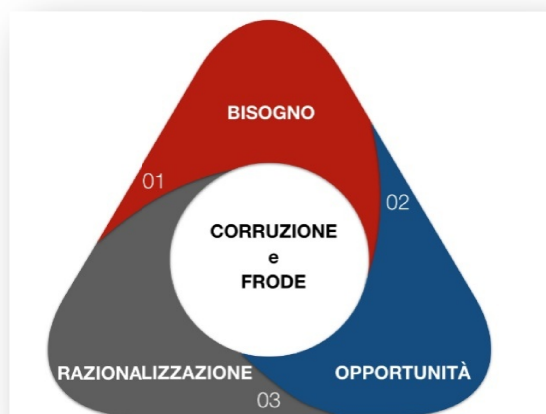 BISOGNO
01
02
CORRUZIONE
e
FRODE
RAZIONALIZZAZIONE
OPPORTUNITÀ
03